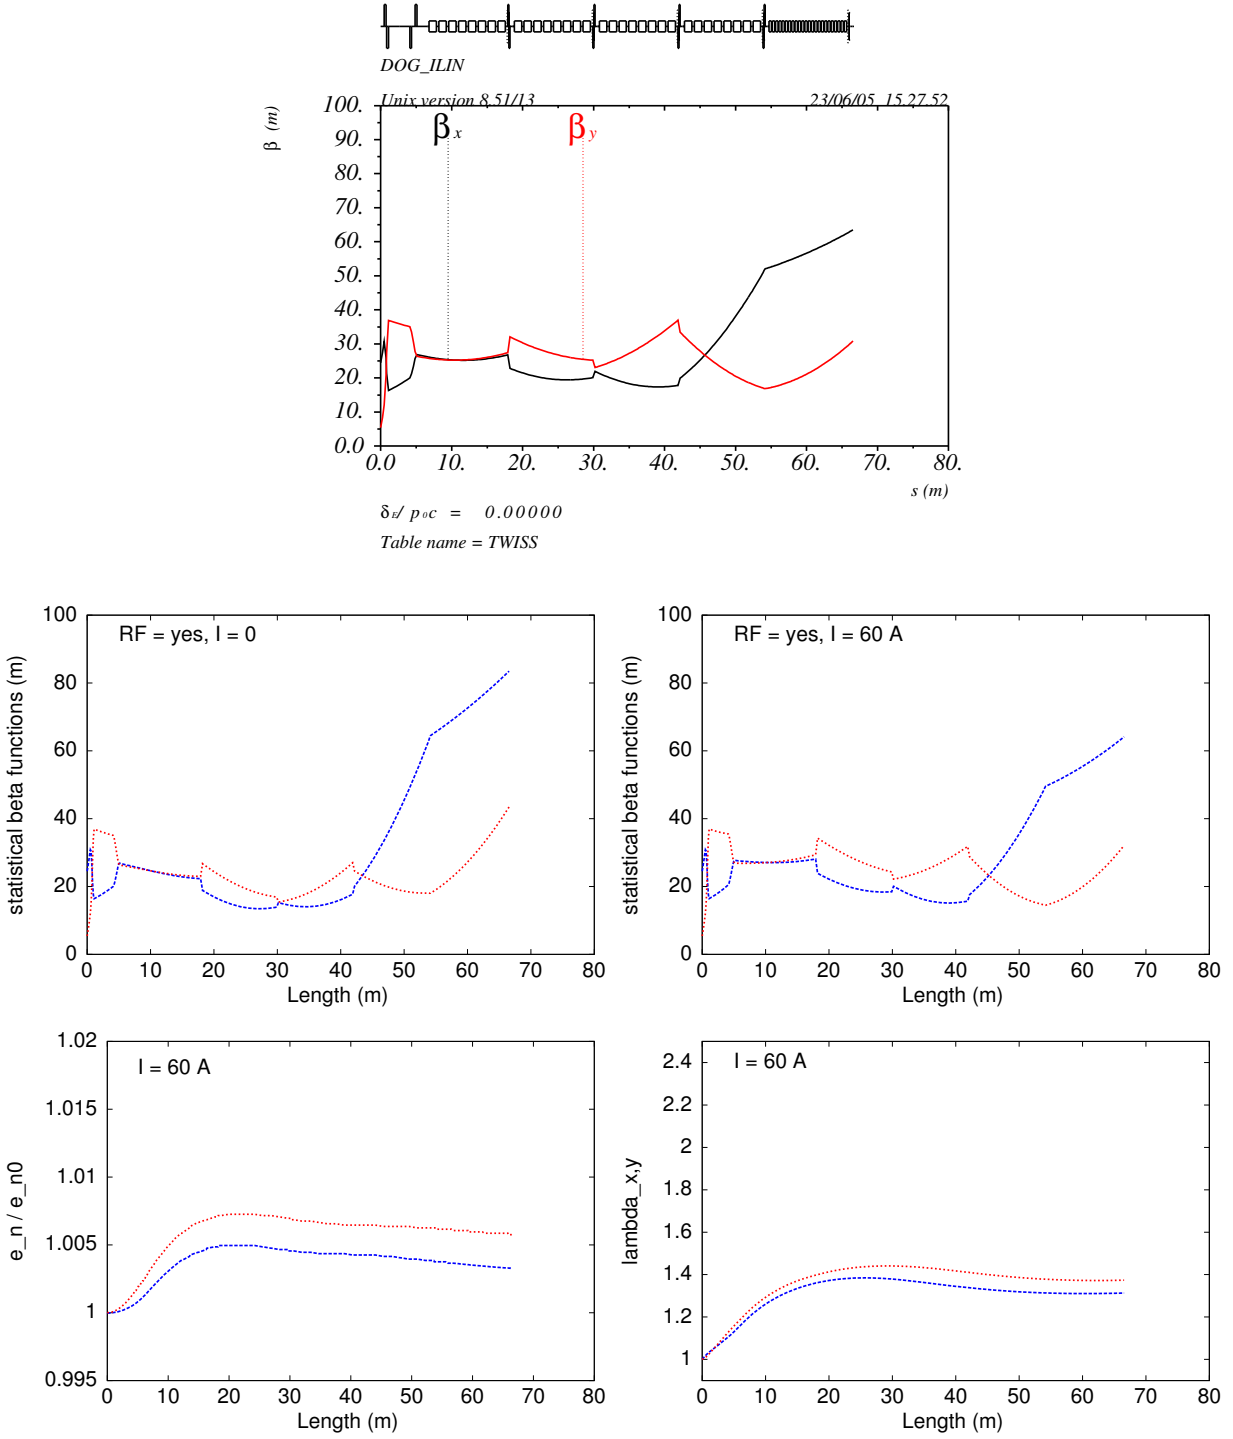 DOG_ILIN
Unix version 8.51/13 23/06/05 15.27.52
β (m)
100.
90.
80.
70.
60.
50.
40.
30.
20.
10.
0.0
β x β y
0.0 10. 20. 30. 40. 50. 60. 70. 80.
s (m)
δE/ p0c = 0.00000
Table name = TWISS
statistical beta functions (m)
100
80
60
40
20
0
RF = yes, I = 0
0 10 20 30 40 50 60 70 80
Length (m)
statistical beta functions (m)
100
80
60
40
20
0
RF = yes, I = 60 A
0 10 20 30 40 50 60 70 80
Length (m)
e_n / e_n0
1.02
1.015
1.01
1.005
1
0.995
I = 60 A
0 10 20 30 40 50 60 70 80
Length (m)
lambda_x,y
2.4
2.2
2
1.8
1.6
1.4
1.2
1
I = 60 A
0 10 20 30 40 50 60 70 80
Length (m)